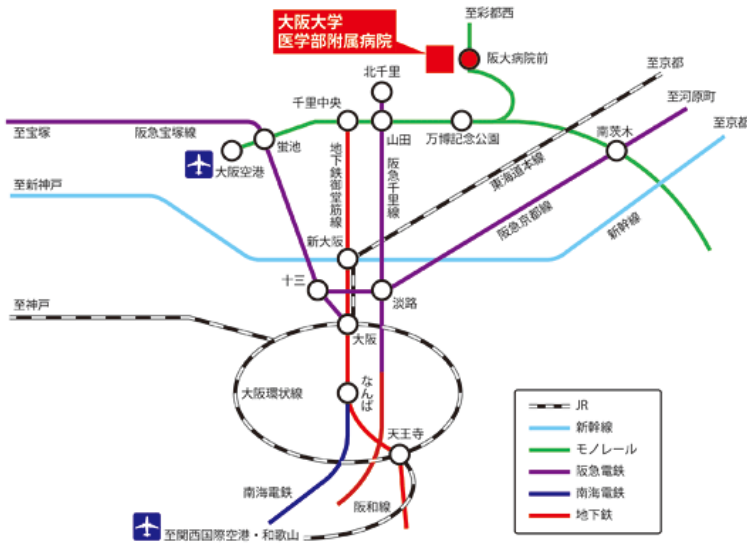 至彩都西
大阪大学
医学部附属病院
阪大病院前
北千里
至京都
至河原町
千里中央
至京都
至宝塚
阪急宝塚線
蛍池
山田
万博記念公園
南茨木
大阪空港
地下鉄御堂筋線
阪急千里線
東海道本線
至新神戸
阪急京都線
新幹線
新大阪
十三
淡路
至神戸
大阪
大阪環状線
なんば
天王寺
南海電鉄
阪和線
至関西国際空港・和歌山
JR
新幹線
モノレール
阪急電鉄
南海電鉄
地下鉄